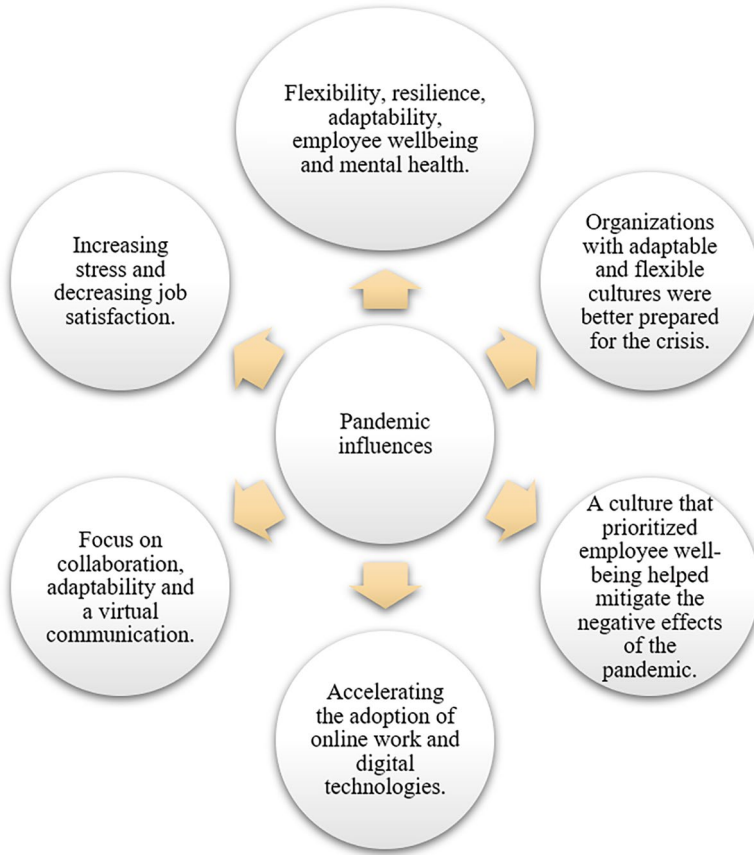 Flexibility, resilience,
adaptability,
employee wellbeing
and mental health.
Organizations
with adaptable
and flexible
cultures were
better prepared
for the crisis.
A culture that
prioritized
employee well-
being helped
mitigate the
negative effects
of the
pandemic.
Accelerating
the adoption of
online work and
digital
technologies.
Focus on
collaboration,
adaptability and
a virtual
communication.
Increasing
stress and
decreasing job
satisfaction.
Pandemic
influences